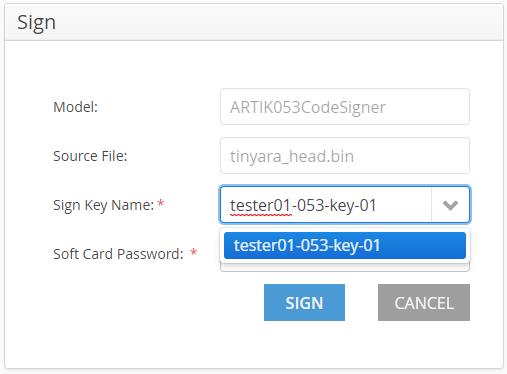 Sign
Model: ARTIK053CodeSigner
Source File: tinyara_head.bin
Sign Key Name: * tester01-053-key-01
tester01-053-key-01
Soft Card Password: *
SIGN CANCEL